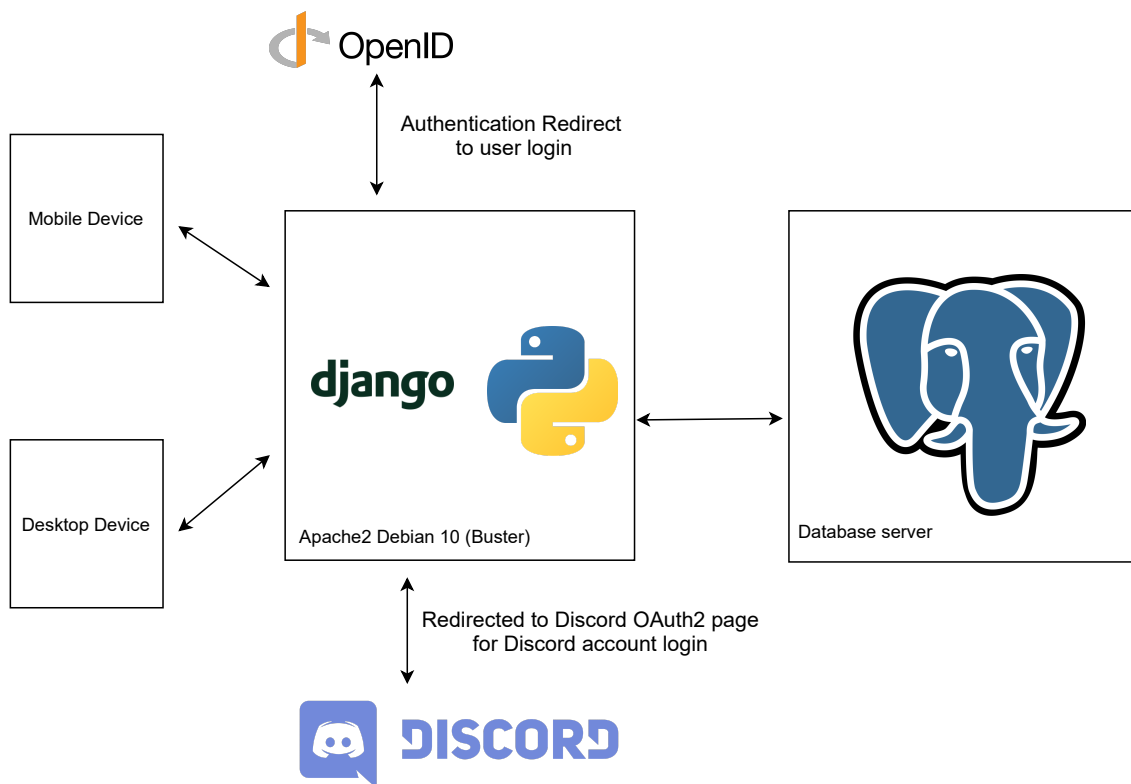 OpenID
Authentication Redirect
to user login
Mobile Device
django
Desktop Device
Apache2 Debian 10 (Buster)
Database server
Redirected to Discord OAuth2 page
for Discord account login
DISCORD